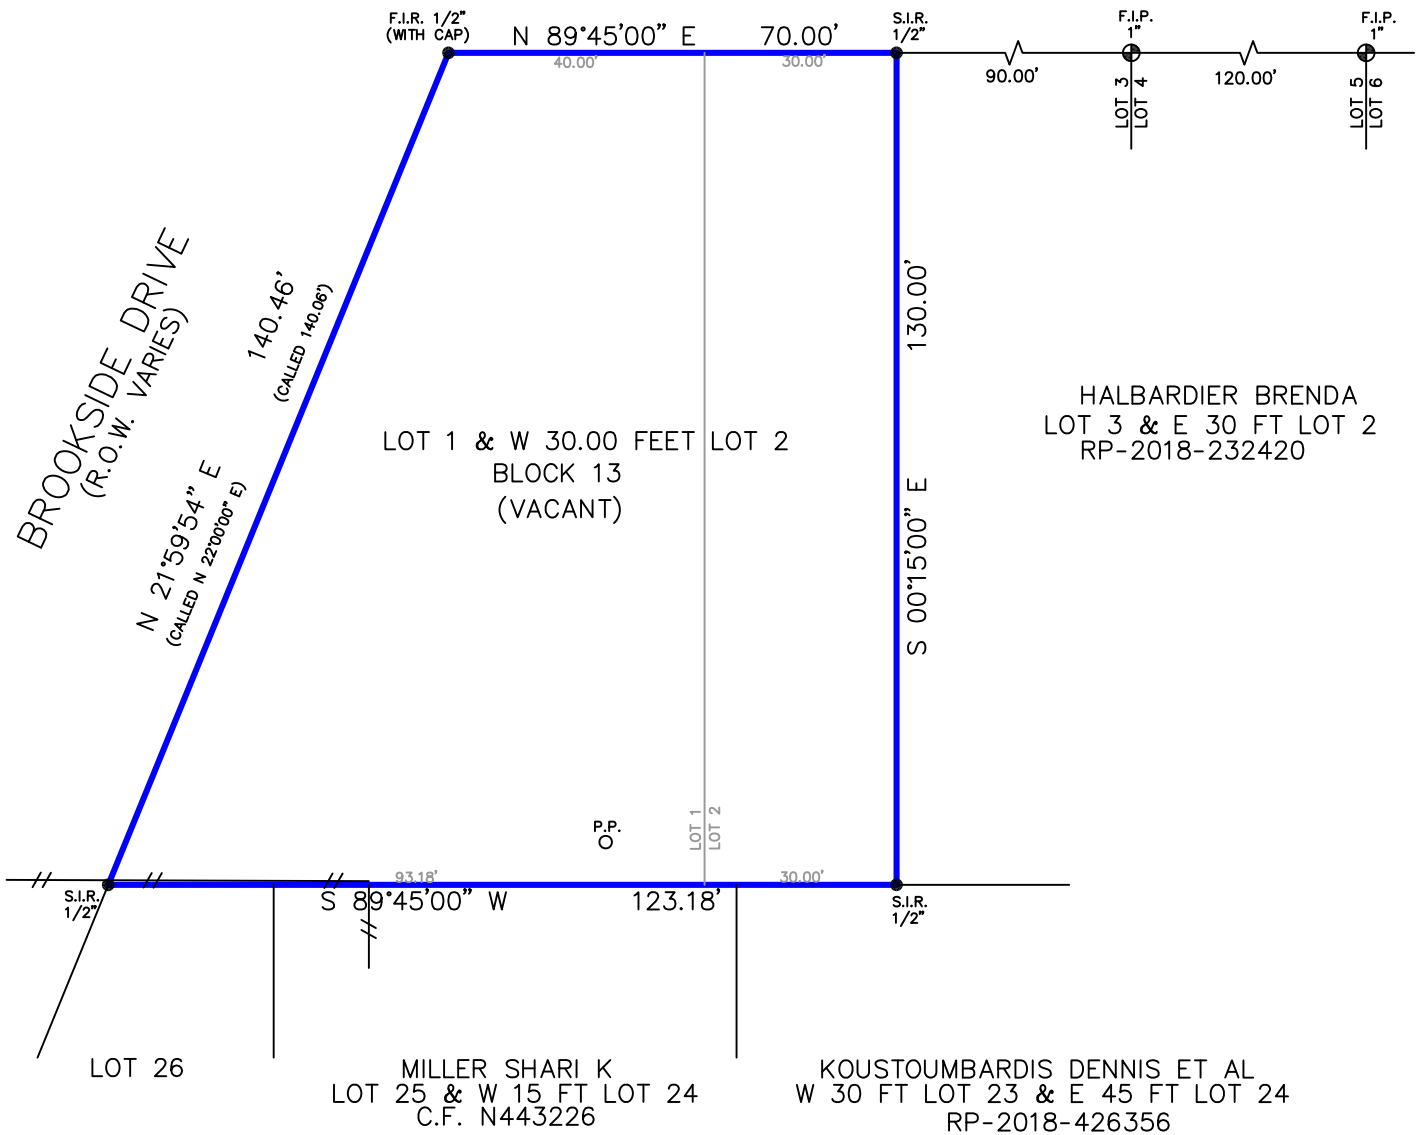 F.I.R. 1/2"
(WITH CAP)
N 89°45'00" E 70.00'
40.00'
30.00'
S.I.R.
1/2"
90.00'
F.I.P.
1"
LOT 3
LOT 4
120.00'
F.I.P.
1"
LOT 5
LOT 6
BROOKSIDE DRIVE
(R.O.W. VARIES)
N 21°59'54" E 140.46'
(CALLED N 22°00'00" E) (CALLED 140.06')
S 00°15'00" E 130.00'
LOT 1 & W 30.00 FEET LOT 2
BLOCK 13
(VACANT)
HALBARDIER BRENDA
LOT 3 & E 30 FT LOT 2
RP-2018-232420
P.P.
LOT 1
LOT 2
93.18'
30.00'
S.I.R.
1/2"
S 89°45'00" W 123.18'
S.I.R.
1/2"
LOT 26
MILLER SHARI K
LOT 25 & W 15 FT LOT 24
C.F. N443226
KOUSTOUMBARDIS DENNIS ET AL
W 30 FT LOT 23 & E 45 FT LOT 24
RP-2018-426356